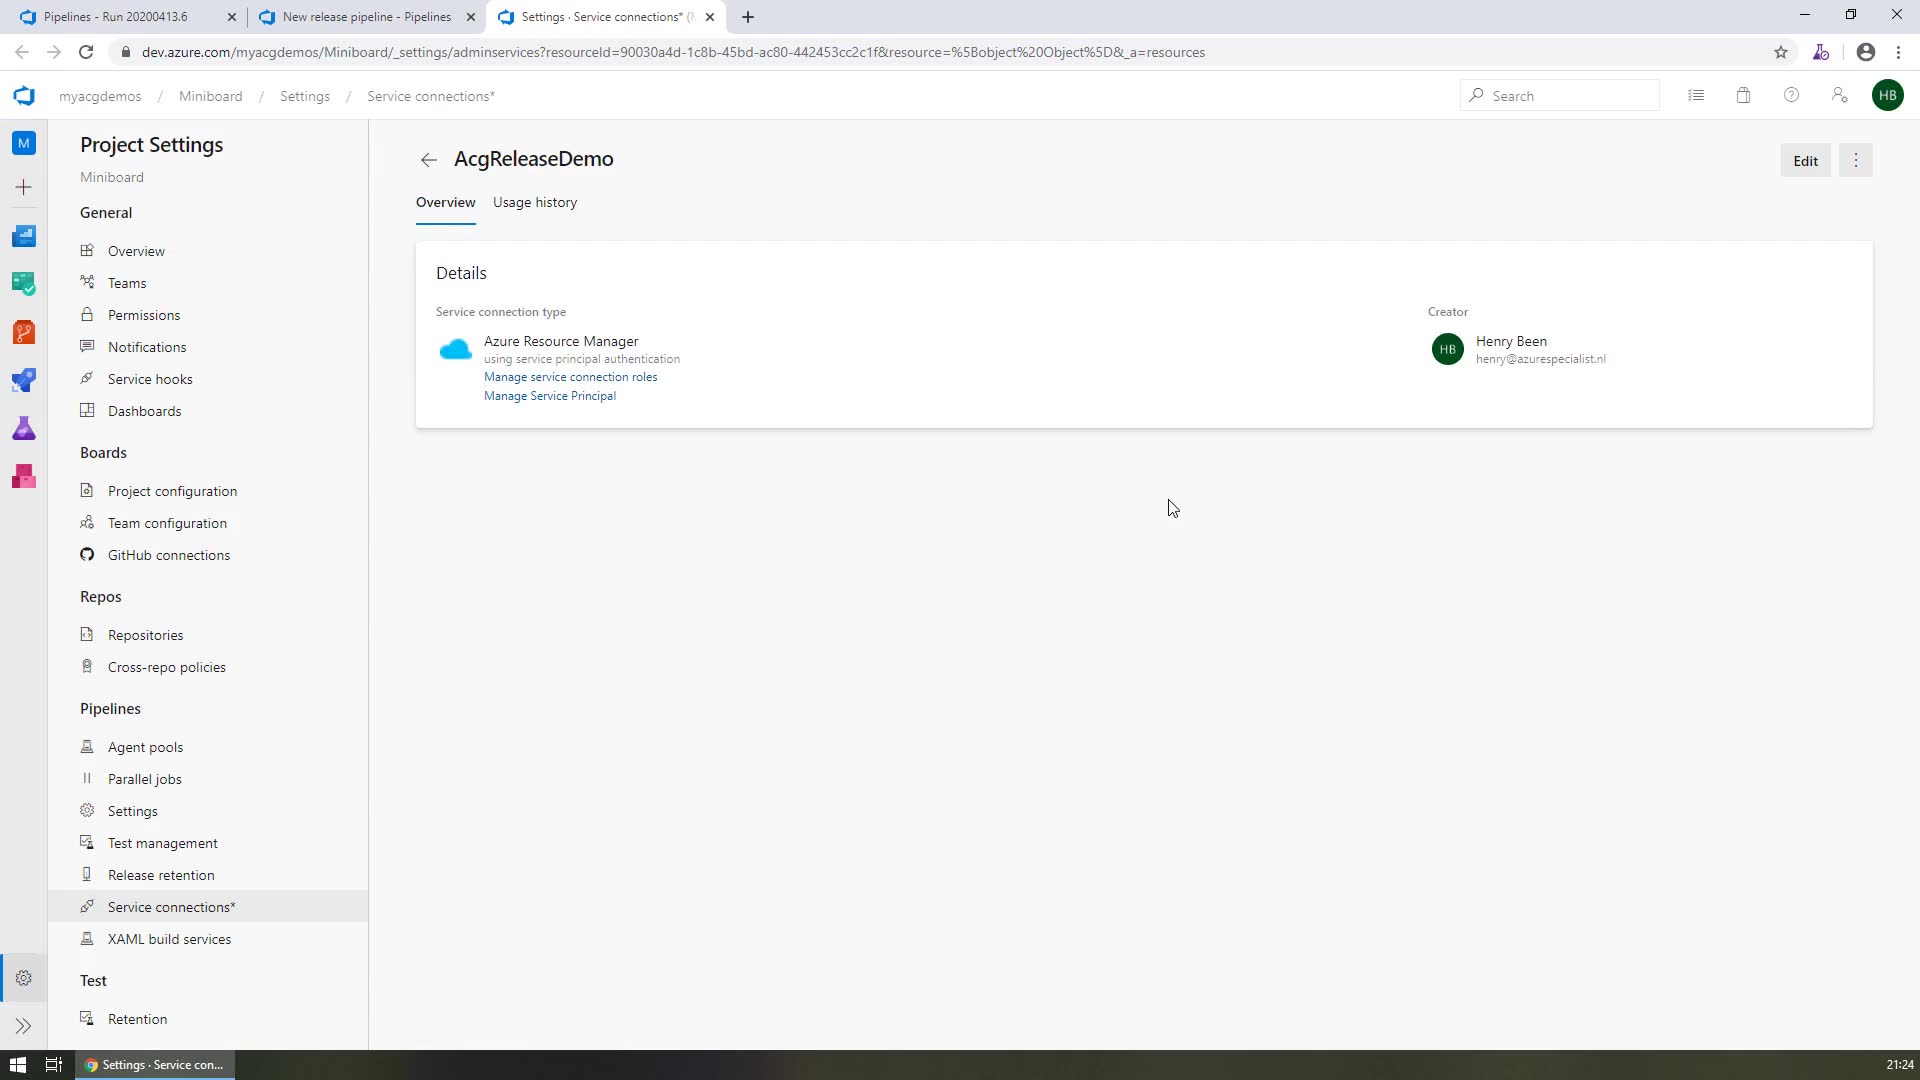 Pipelines - Run 20200413.6
New release pipeline - Pipelines
Settings · Service connections* (
dev.azure.com/myacgdemos/Miniboard/_settings/adminservices?resourceId=90030a4d-1c8b-45bd-ac80-442453cc2c1f&resource=%5Bobject%20Object%5D&_a=resources
myacgdemos / Miniboard / Settings / Service connections*
Search
HB
M
Project Settings
Miniboard
General
Overview
Teams
Permissions
Notifications
Service hooks
Dashboards
Boards
Project configuration
Team configuration
GitHub connections
Repos
Repositories
Cross-repo policies
Pipelines
Agent pools
Parallel jobs
Settings
Test management
Release retention
Service connections*
XAML build services
Test
Retention
AcgReleaseDemo
Edit
Overview
Usage history
Details
Service connection type
Azure Resource Manager
using service principal authentication
Manage service connection roles
Manage Service Principal
Creator
HB
Henry Been
henry@azurespecialist.nl
Settings · Service con...
21:24